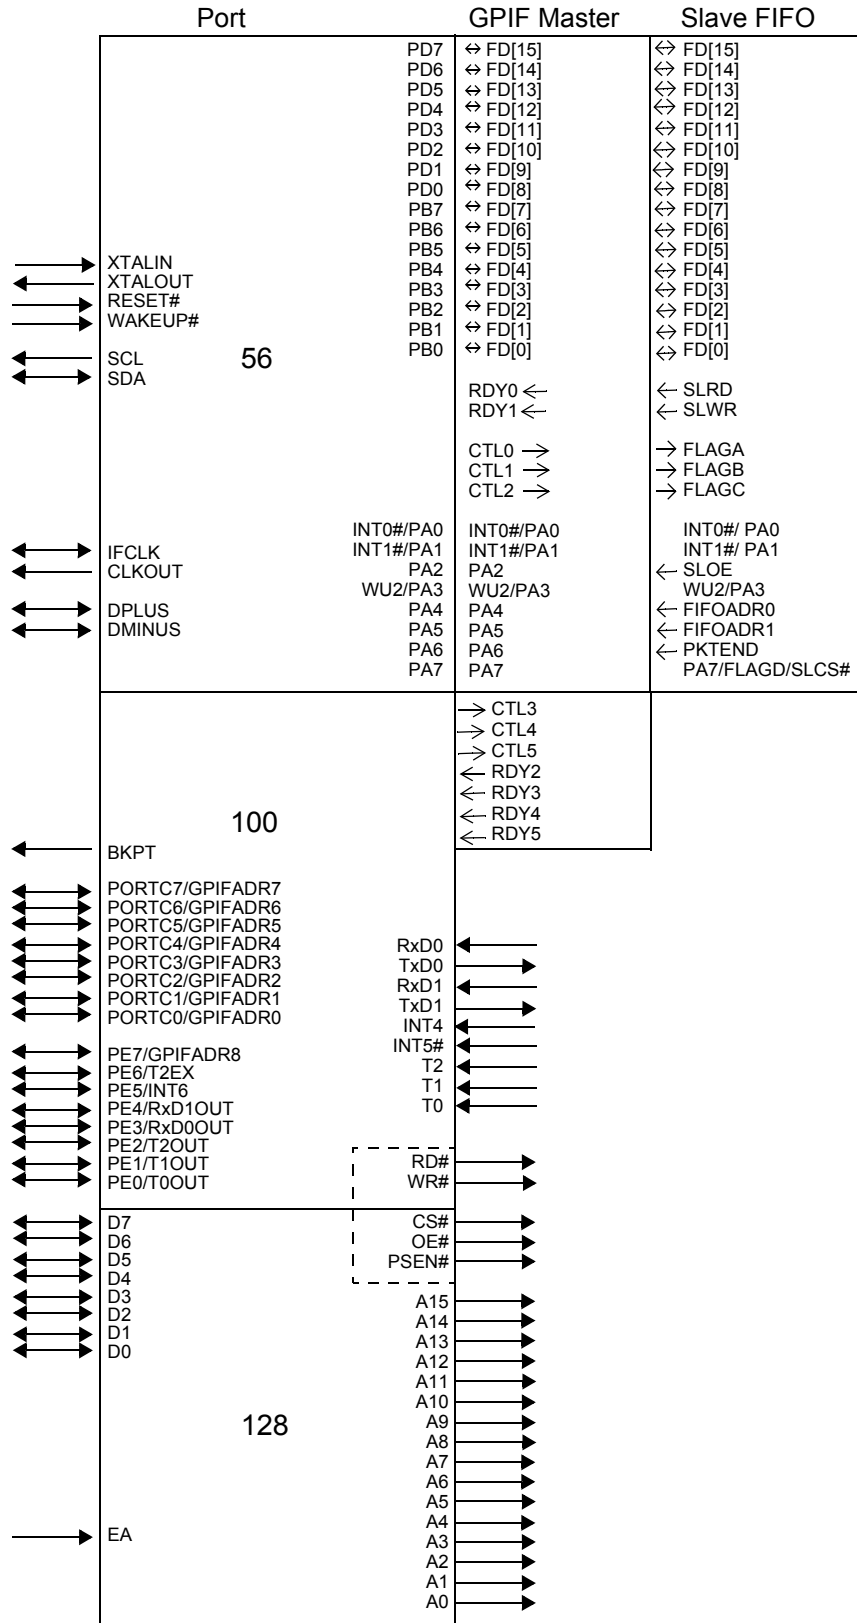 Port GPIF Master Slave FIFO
PD7 FD[15] FD[15]
PD6 FD[14] FD[14]
PD5 FD[13] FD[13]
PD4 FD[12] FD[12]
PD3 FD[11] FD[11]
PD2 FD[10] FD[10]
PD1 FD[9] FD[9]
PD0 FD[8] FD[8]
PB7 FD[7] FD[7]
PB6 FD[6] FD[6]
PB5 FD[5] FD[5]
XTALIN PB4 FD[4] FD[4]
XTALOUT PB3 FD[3] FD[3]
RESET# PB2 FD[2] FD[2]
WAKEUP# PB1 FD[1] FD[1]
SCL 56 PB0 FD[0] FD[0]
SDA
RDY0 SLRD
RDY1 SLWR
CTL0 FLAGA
CTL1 FLAGB
CTL2 FLAGC
INT0#/PA0 INT0#/PA0 INT0#/ PA0
IFCLK INT1#/PA1 INT1#/PA1 INT1#/ PA1
CLKOUT PA2 PA2 SLOE
WU2/PA3 WU2/PA3 WU2/PA3
DPLUS PA4 PA4 FIFOADR0
DMINUS PA5 PA5 FIFOADR1
PA6 PA6 PKTEND
PA7 PA7 PA7/FLAGD/SLCS#
CTL3
CTL4
CTL5
RDY2
RDY3
100 RDY4
RDY5
BKPT
PORTC7/GPIFADR7
PORTC6/GPIFADR6
PORTC5/GPIFADR5
PORTC4/GPIFADR4 RxD0
PORTC3/GPIFADR3 TxD0
PORTC2/GPIFADR2 RxD1
PORTC1/GPIFADR1 TxD1
PORTC0/GPIFADR0 INT4
PE7/GPIFADR8 INT5#
PE6/T2EX T2
PE5/INT6 T1
PE4/RxD1OUT T0
PE3/RxD0OUT
PE2/T2OUT
PE1/T1OUT RD#
PE0/T0OUT WR#
D7 CS#
D6 OE#
D5 PSEN#
D4
D3 A15
D2 A14
D1 A13
D0 A12
A11
A10
128 A9
A8
A7
A6
A5
A4
EA A3
A2
A1
A0